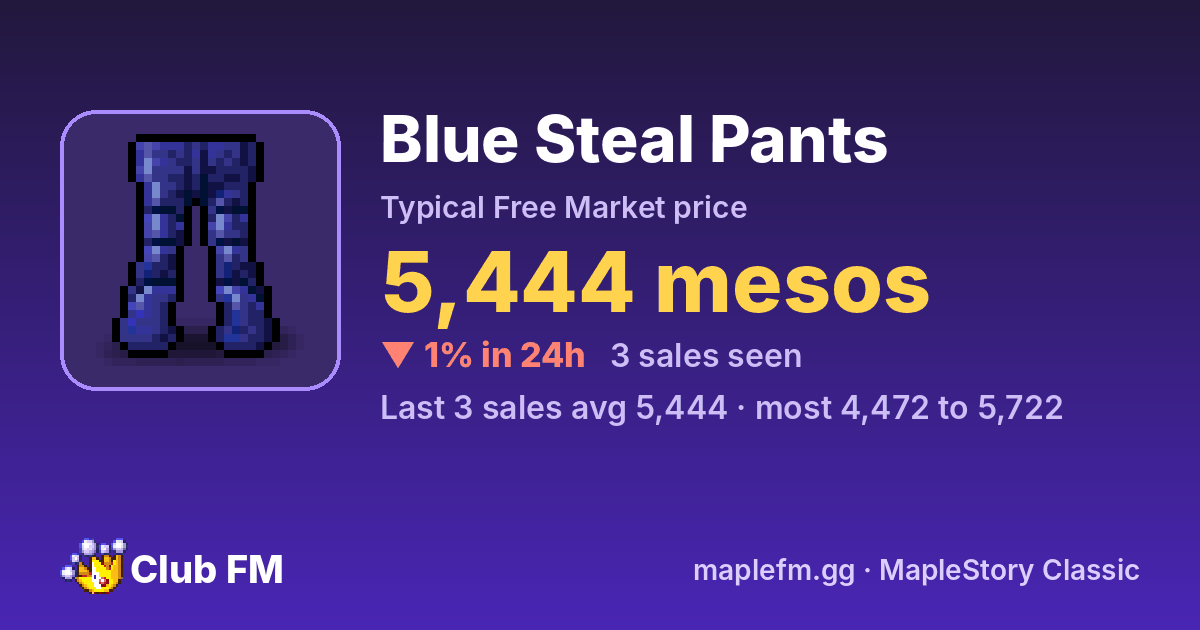 Blue Steal Pants
Typical Free Market price
5,444 mesos
▼ 1% in 24h 3 sales seen
Last 3 sales avg 5,444 · most 4,472 to 5,722
Club FM
maplefm.gg · MapleStory Classic